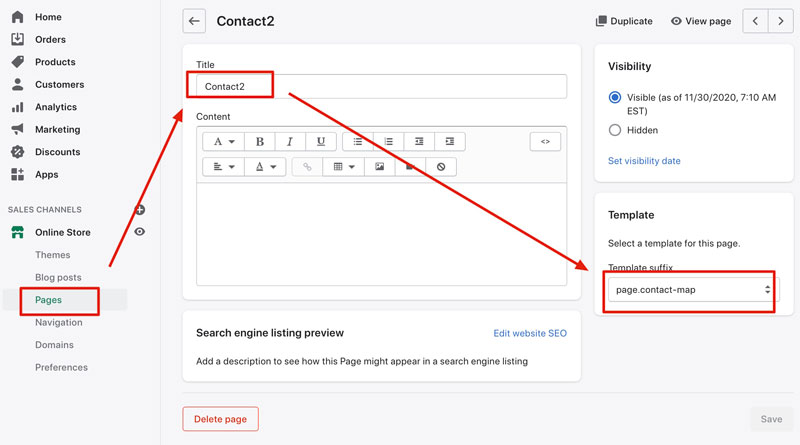 Home
Orders
Products
Customers
Analytics
Marketing
Discounts
Apps
SALES CHANNELS
Online Store
Themes
Blog posts
Pages
Navigation
Domains
Preferences
Contact2
Duplicate
View page
Title
Contact2
Content
A
B
I
U
<>
A
Search engine listing preview
Edit website SEO
Add a description to see how this Page might appear in a search engine listing
Delete page
Save
Visibility
Visible (as of 11/30/2020, 7:10 AM
EST)
Hidden
Set visibility date
Template
Select a template for this page.
Template suffix
page.contact-map